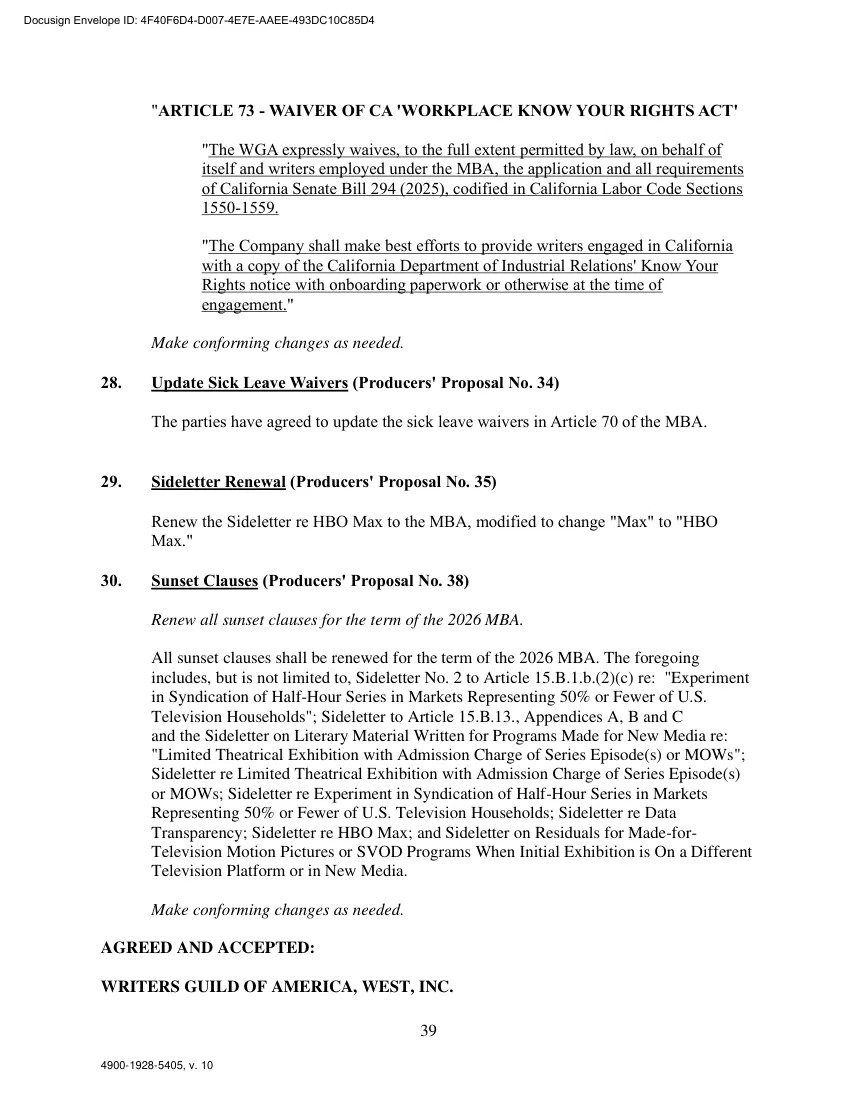 Docusign Envelope ID: 4F40F6D4-D007-4E7E-AAEE-493DC10C85D4
"ARTICLE 73 - WAIVER OF CA 'WORKPLACE KNOW YOUR RIGHTS ACT'
"The WGA expressly waives, to the full extent permitted by law, on behalf of
itself and writers employed under the MBA, the application and all requirements
of California Senate Bill 294 (2025), codified in California Labor Code Sections
1550-1559.
"The Company shall make best efforts to provide writers engaged in California
with a copy of the California Department of Industrial Relations' Know Your
Rights notice with onboarding paperwork or otherwise at the time of
engagement."
Make conforming changes as needed.
28. Update Sick Leave Waivers (Producers' Proposal No. 34)
The parties have agreed to update the sick leave waivers in Article 70 of the MBA.
29. Sideletter Renewal (Producers' Proposal No. 35)
Renew the Sideletter re HBO Max to the MBA, modified to change "Max" to "HBO
Max."
30. Sunset Clauses (Producers' Proposal No. 38)
Renew all sunset clauses for the term of the 2026 MBA.
All sunset clauses shall be renewed for the term of the 2026 MBA. The foregoing
includes, but is not limited to, Sideletter No. 2 to Article 15.B.1.b.(2)(c) re:  "Experiment
in Syndication of Half-Hour Series in Markets Representing 50% or Fewer of U.S.
Television Households"; Sideletter to Article 15.B.13., Appendices A, B and C
and the Sideletter on Literary Material Written for Programs Made for New Media re:
"Limited Theatrical Exhibition with Admission Charge of Series Episode(s) or MOWs";
Sideletter re Limited Theatrical Exhibition with Admission Charge of Series Episode(s)
or MOWs; Sideletter re Experiment in Syndication of Half-Hour Series in Markets
Representing 50% or Fewer of U.S. Television Households; Sideletter re Data
Transparency; Sideletter re HBO Max; and Sideletter on Residuals for Made-for-
Television Motion Pictures or SVOD Programs When Initial Exhibition is On a Different
Television Platform or in New Media.
Make conforming changes as needed.
AGREED AND ACCEPTED:
WRITERS GUILD OF AMERICA, WEST, INC.
39
4900-1928-5405, v. 10